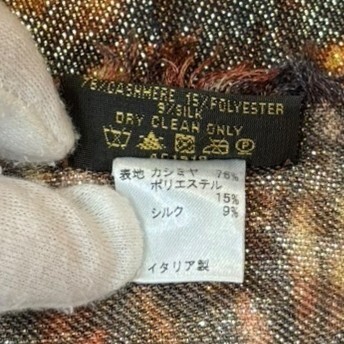 76%CASHMERE 15%POLYESTER
9%SILK
DRY CLEAN ONLY
表地 カシミヤ 76%
ポリエステル
15%
シルク 9%
イタリア製